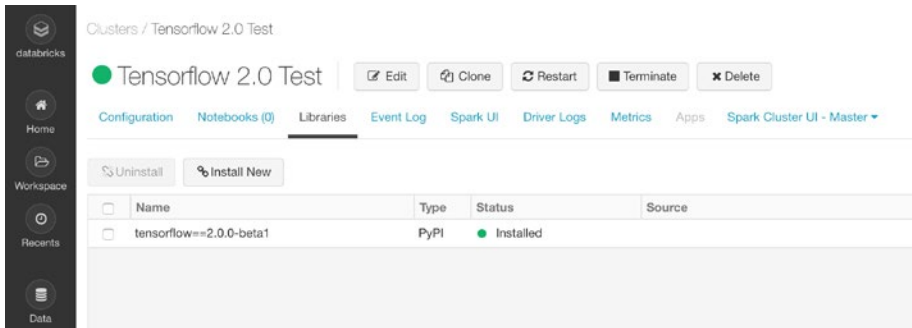 databricks
Home
Workspace
Recents
Data
Clusters / Tensorflow 2.0 Test
Tensorflow 2.0 Test
Edit
Clone
Restart
Terminate
Delete
Configuration
Notebooks (0)
Libraries
Event Log
Spark UI
Driver Logs
Metrics
Apps
Spark Cluster UI - Master
Uninstall
Install New
Name Type Status Source
tensorflow==2.0.0-beta1 PyPI Installed